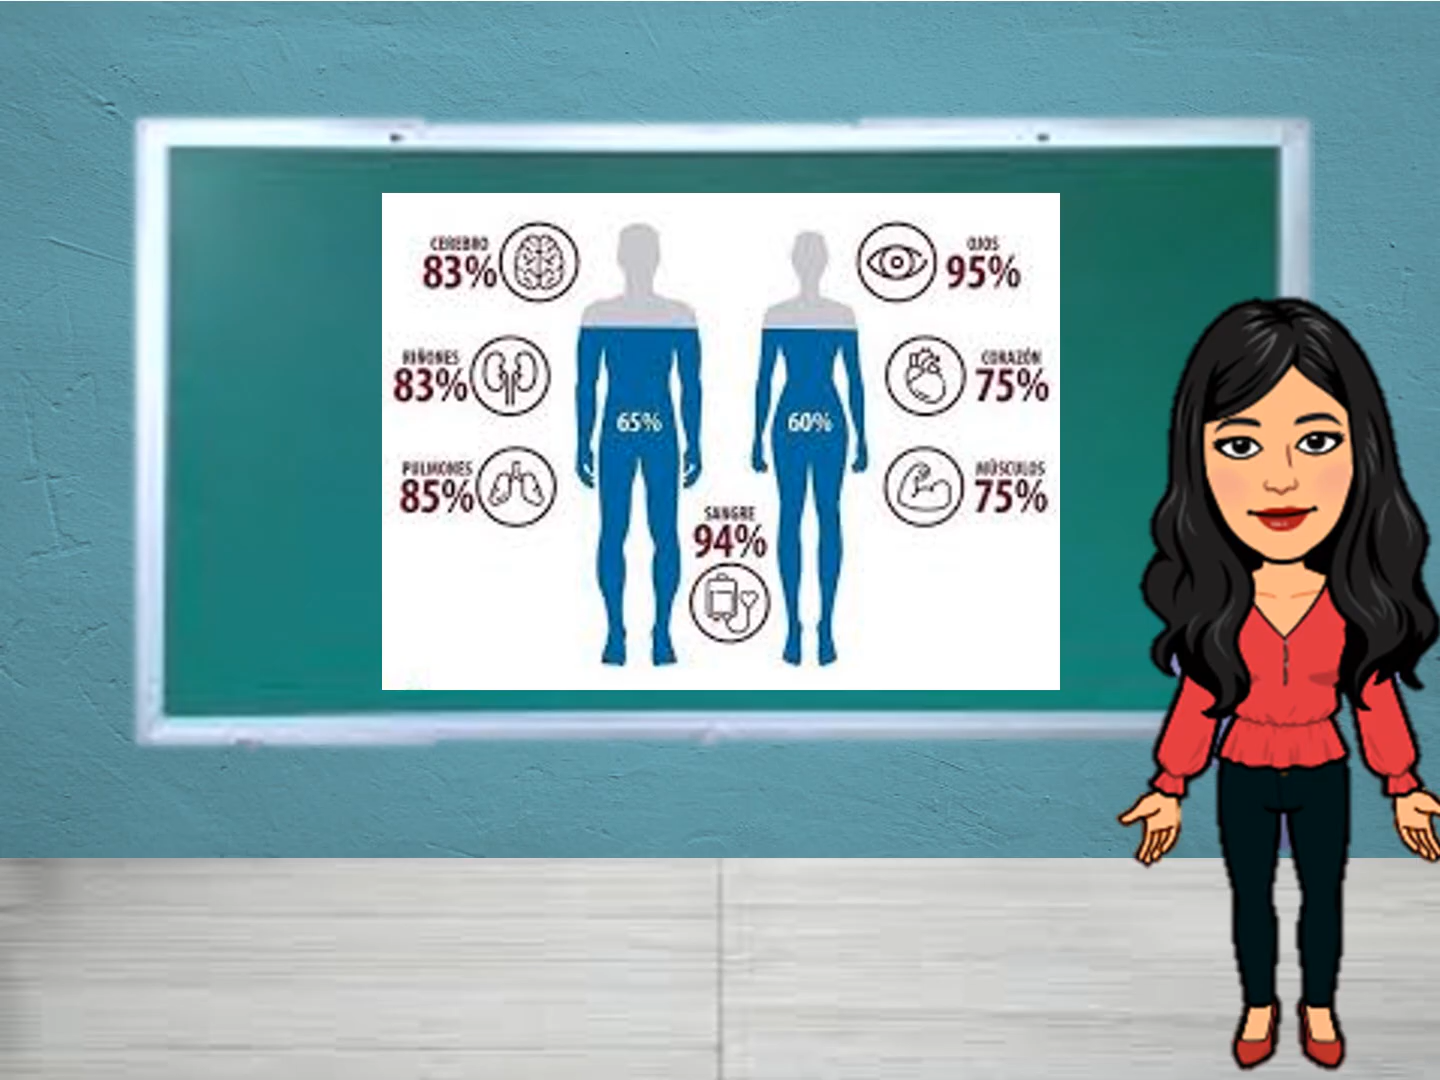 CEREBRO
83%
RIÑONES
83%
PULMONES
85%
65%
60%
SANGRE
94%
OJOS
95%
CORAZÓN
75%
MÚSCULOS
75%